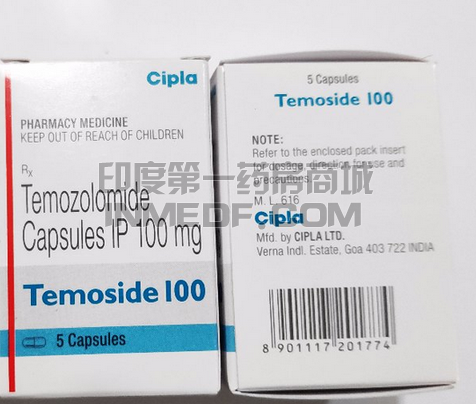 Cipla
PHARMACY MEDICINE
KEEP OUT OF REACH OF CHILDREN
Rx
Temozolomide
Capsules IP 100 mg
Temoside 100
5 Capsules
5 Capsules
Temoside 100
NOTE:
Refer to the enclosed pack insert
for dosage, direction for use and
precautions.
M. L. 616
Cipla
Mfd. by CIPLA LTD.
Verna Indl. Estate, Goa 403 722 INDIA
8 901117 201774
印度第一药房商城
INMEDF.COM